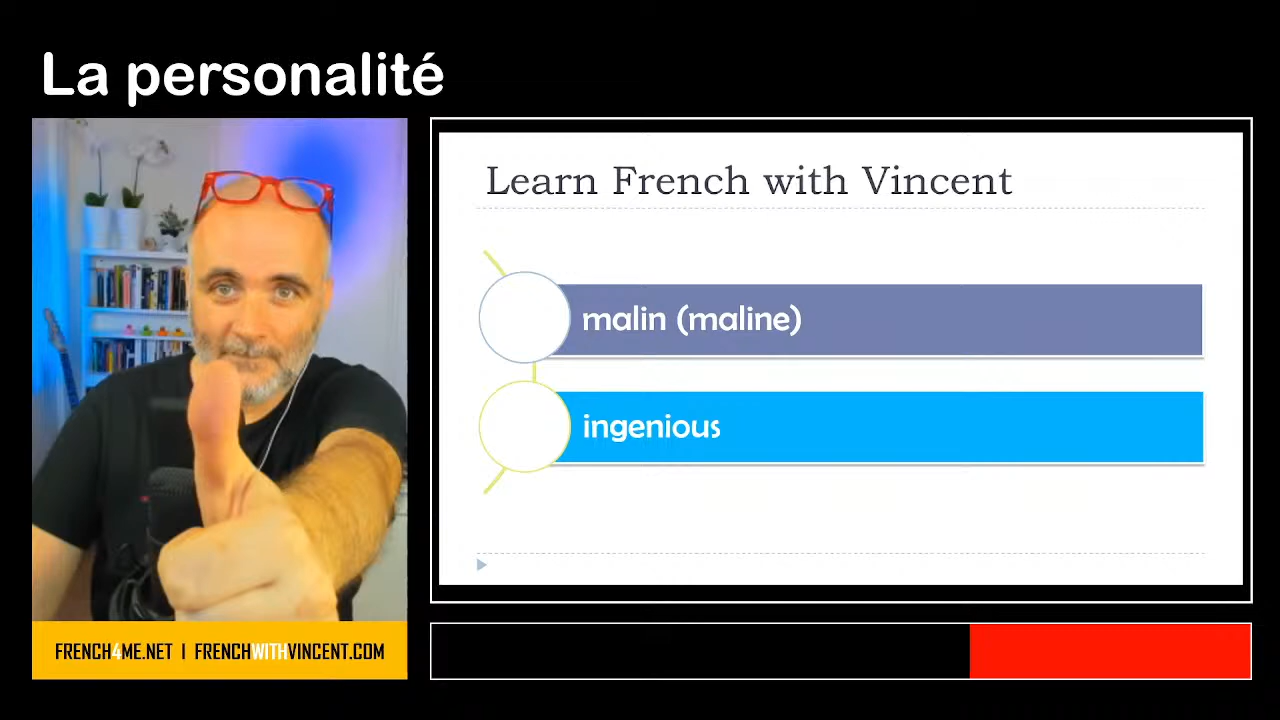 La personalité
Learn French with Vincent
malin (maline)
ingenious
FRENCH4ME.NET I FRENCHWITHVINCENT.COM